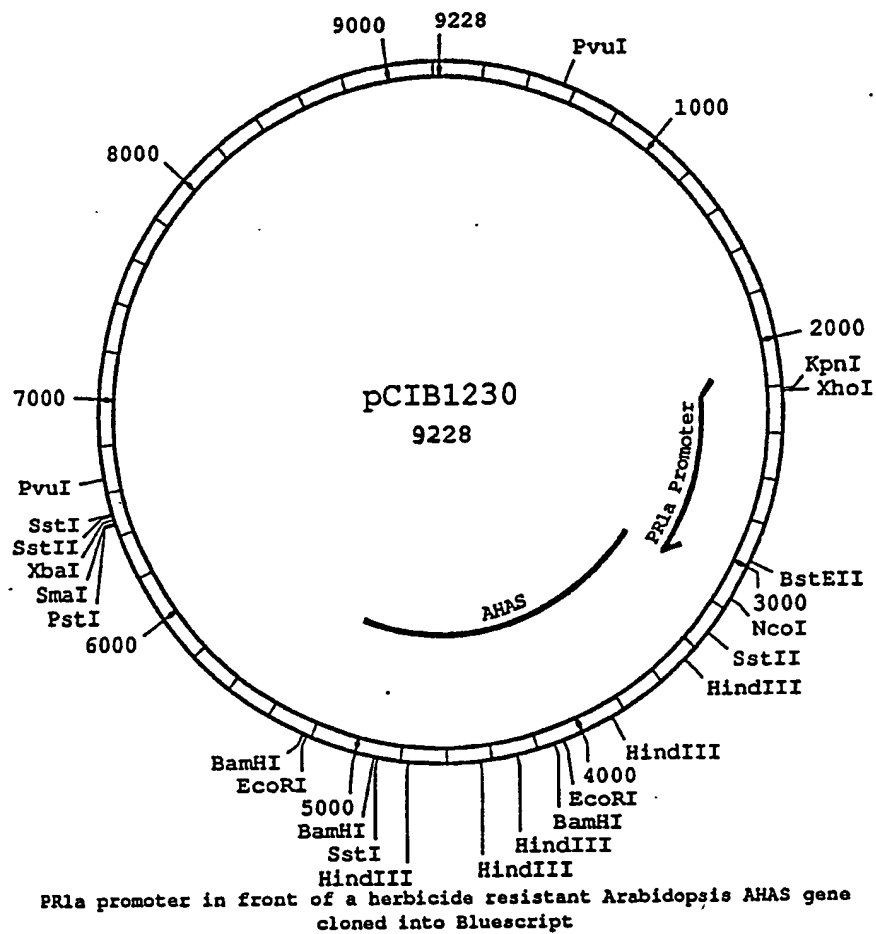 9000
9228
PvuI
1000
8000
2000
KpnI
XhoI
7000
pCIB1230
9228
PR1a Promoter
PvuI
SstI
SstII
XbaI
SmaI
PstI
BstEII
3000
NcoI
AHAS
SstII
6000
HindIII
HindIII
BamHI
EcoRI
4000
EcoRI
5000
BamHI
BamHI
SstI
HindIII
HindIII
HindIII
PR1a promoter in front of a herbicide resistant Arabidopsis AHAS gene
cloned into Bluescript